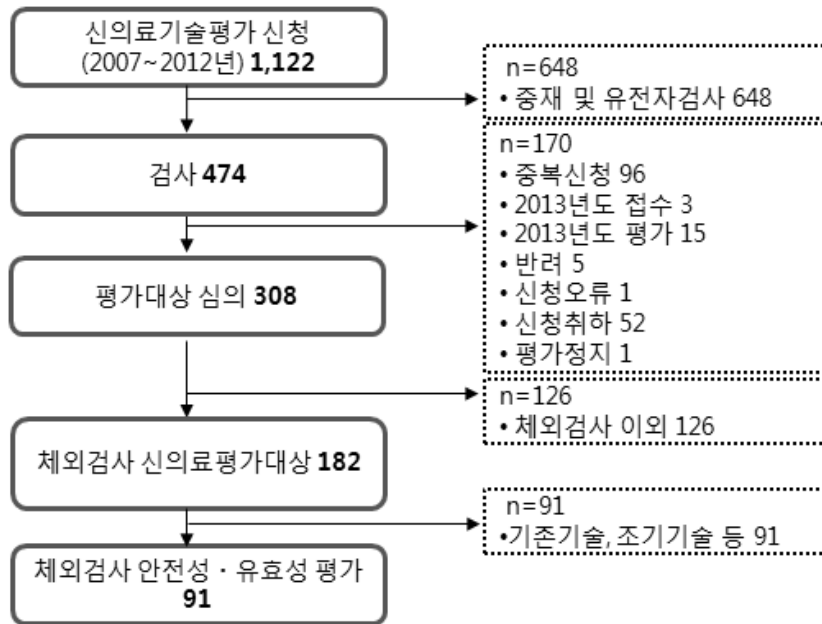 신의료기술평가 신청
(2007~2012년) 1,122
n=648
• 중재 및 유전자검사 648
검사 474
n=170
• 중복신청 96
• 2013년도 접수 3
• 2013년도 평가 15
• 반려 5
• 신청오류 1
• 신청취하 52
• 평가정지 1
평가대상 심의 308
n=126
• 체외검사 이외 126
체외검사 신의료평가대상 182
n=91
•기존기술, 조기기술 등 91
체외검사 안전성 · 유효성 평가
91